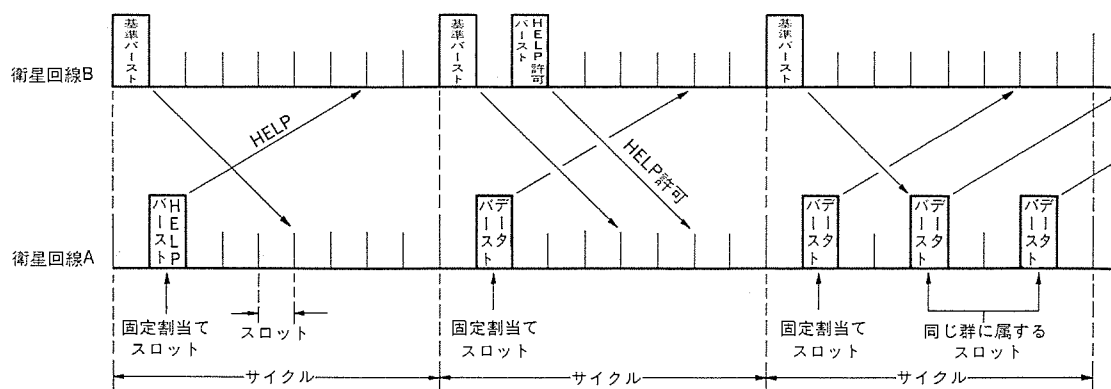 基準バースト
基準バースト
HELP許可
バースト
基準バースト
衛星回線B
HELP
HELP許可
HELP
バースト
データ
バースト
データ
バースト
データ
バースト
データ
バースト
衛星回線A
固定割当て
スロット
スロット
固定割当て
スロット
固定割当て
スロット
同じ群に属する
スロット
サイクル
サイクル
サイクル